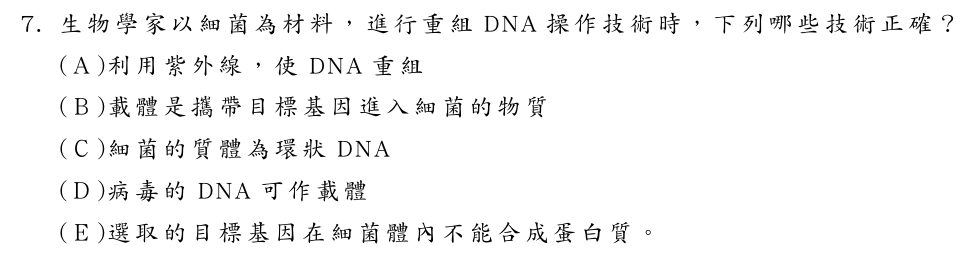 7. 生物學家以細菌為材料，進行重組 DNA 操作技術時，下列哪些技術正確？
(A)利用紫外線，使 DNA 重組
(B)載體是攜帶目標基因進入細菌的物質
(C)細菌的質體為環狀 DNA
(D)病毒的 DNA 可作載體
(E)選取的目標基因在細菌體內不能合成蛋白質。